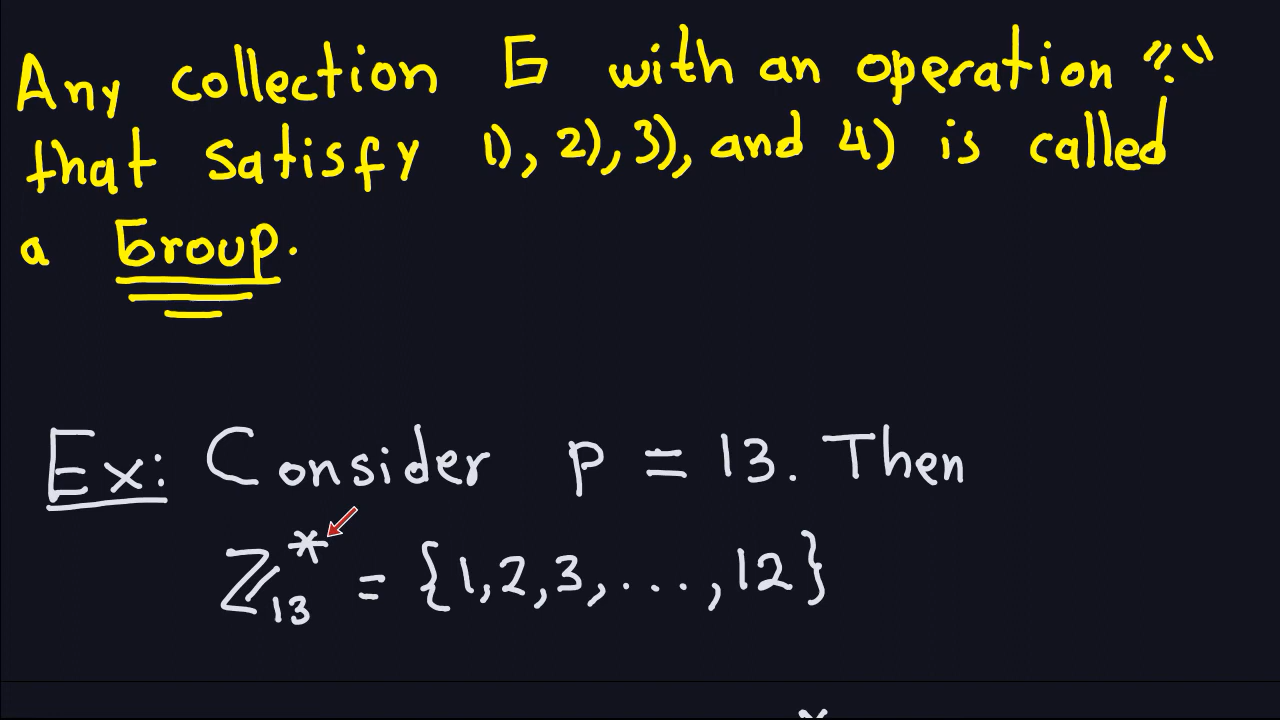 Any collection G with an operation "·"
that satisfy 1), 2), 3), and 4) is called
a Group.
Ex: Consider p = 13. Then
ℤ₁₃* = {1,2,3,...,12}